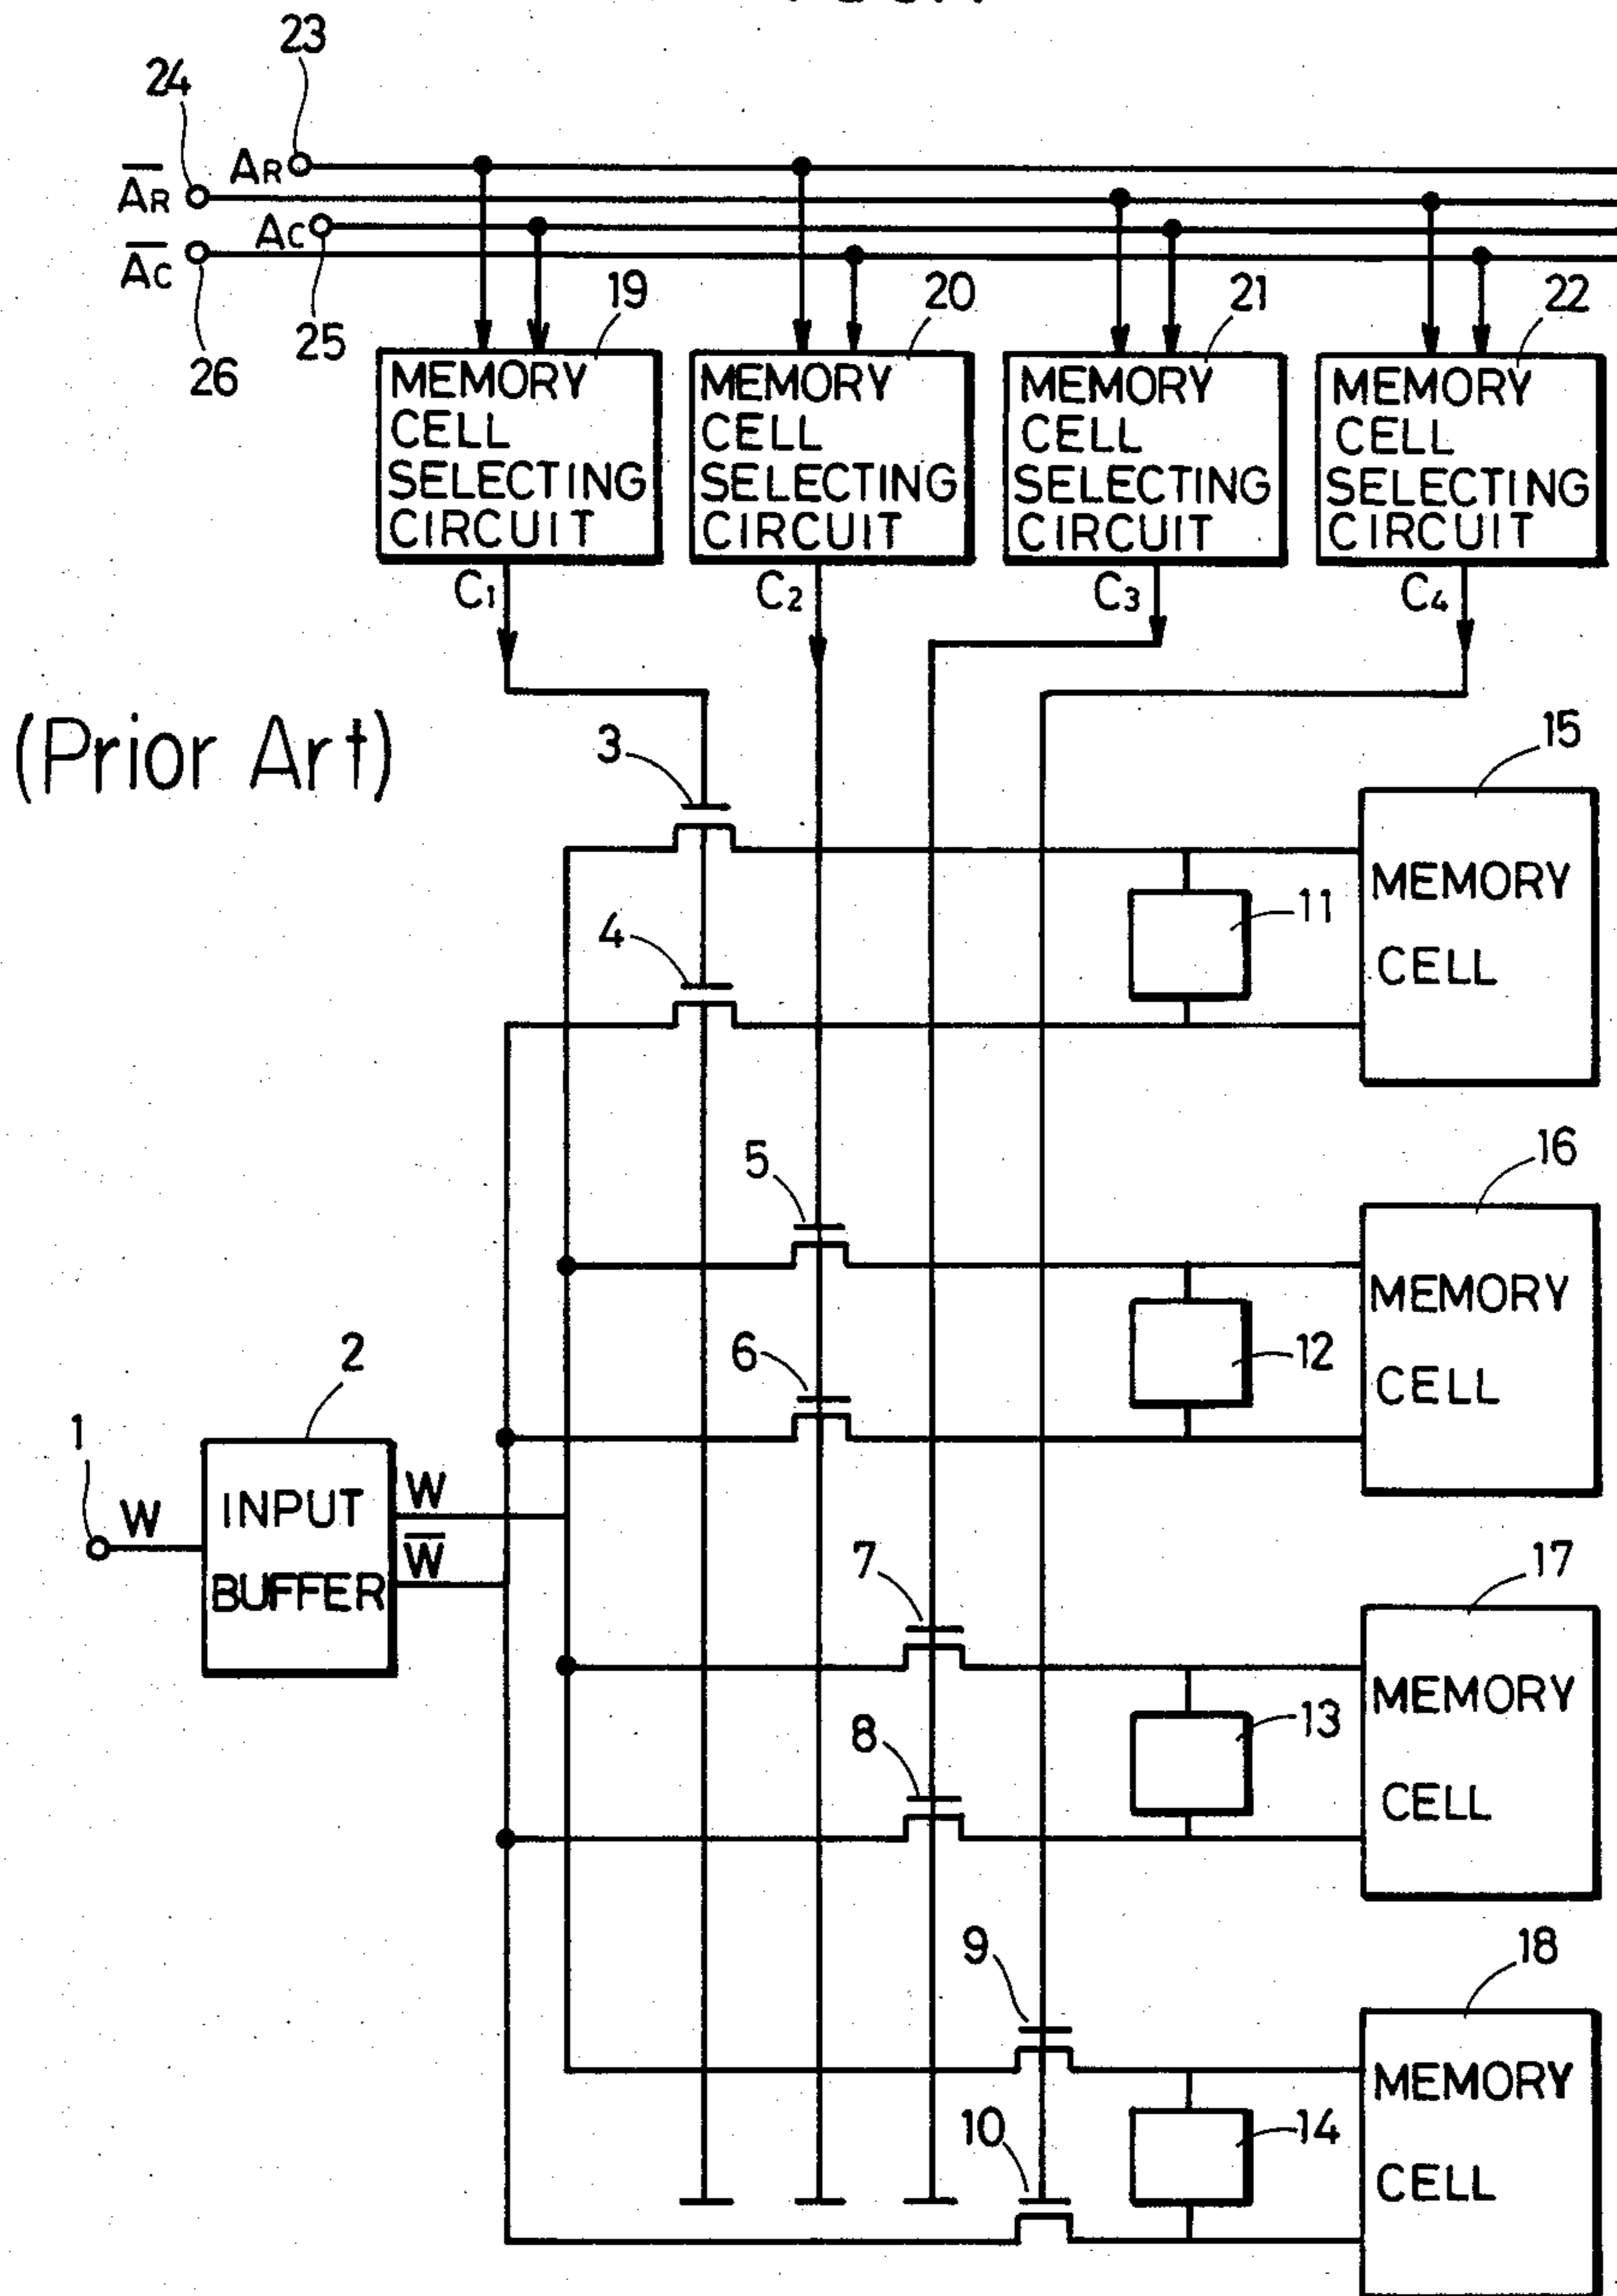 23
24
AR
A̅R̅
AC
A̅C̅
25
26
19
20
21
22
MEMORY
CELL
SELECTING
CIRCUIT
MEMORY
CELL
SELECTING
CIRCUIT
MEMORY
CELL
SELECTING
CIRCUIT
MEMORY
CELL
SELECTING
CIRCUIT
C1
C2
C3
C4
(Prior Art)
3
15
MEMORY
CELL
11
4
5
16
MEMORY
CELL
12
6
2
1
W
INPUT
BUFFER
W
W̅
7
17
MEMORY
CELL
13
8
9
18
MEMORY
CELL
14
10